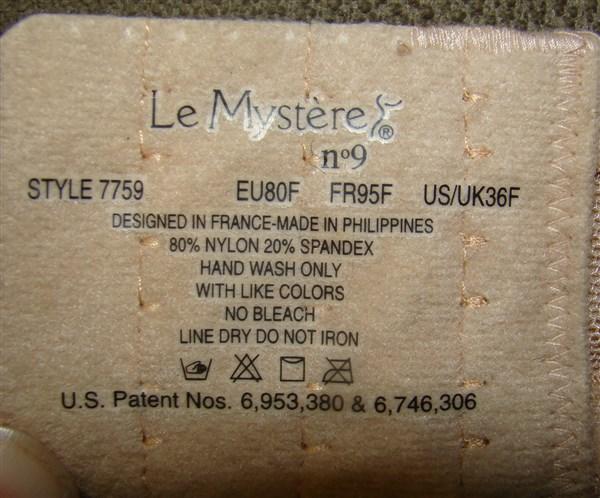 Le Mystère®
nº9
STYLE 7759 EU80F FR95F US/UK36F
DESIGNED IN FRANCE-MADE IN PHILIPPINES
80% NYLON 20% SPANDEX
HAND WASH ONLY
WITH LIKE COLORS
NO BLEACH
LINE DRY DO NOT IRON
U.S. Patent Nos. 6,953,380 & 6,746,306